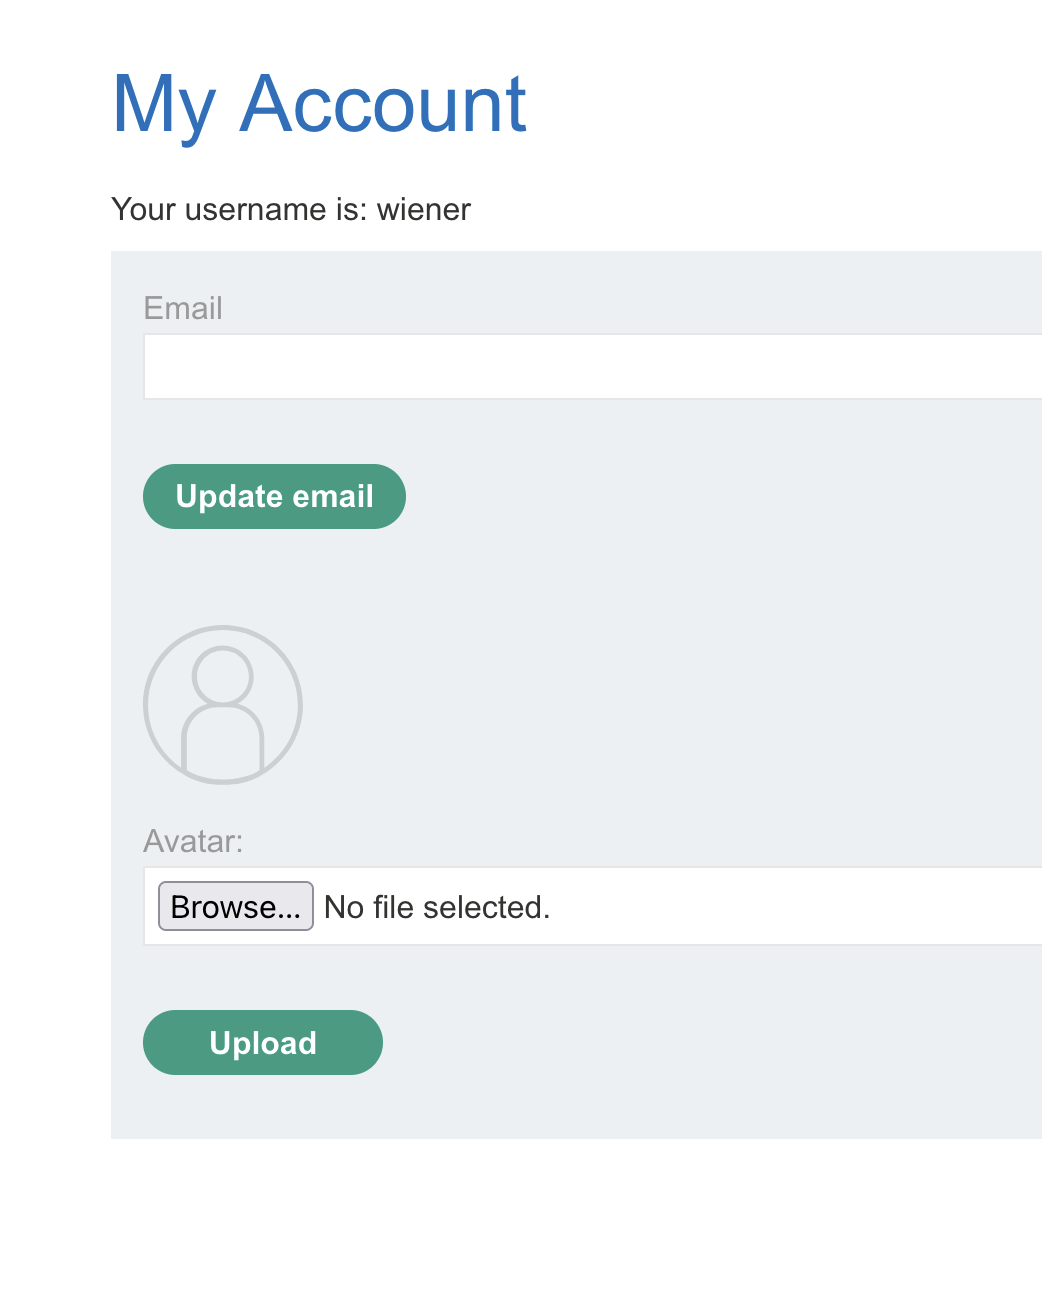 My Account
Your username is: wiener
Email
Update email
Avatar:
Browse... No file selected.
Upload